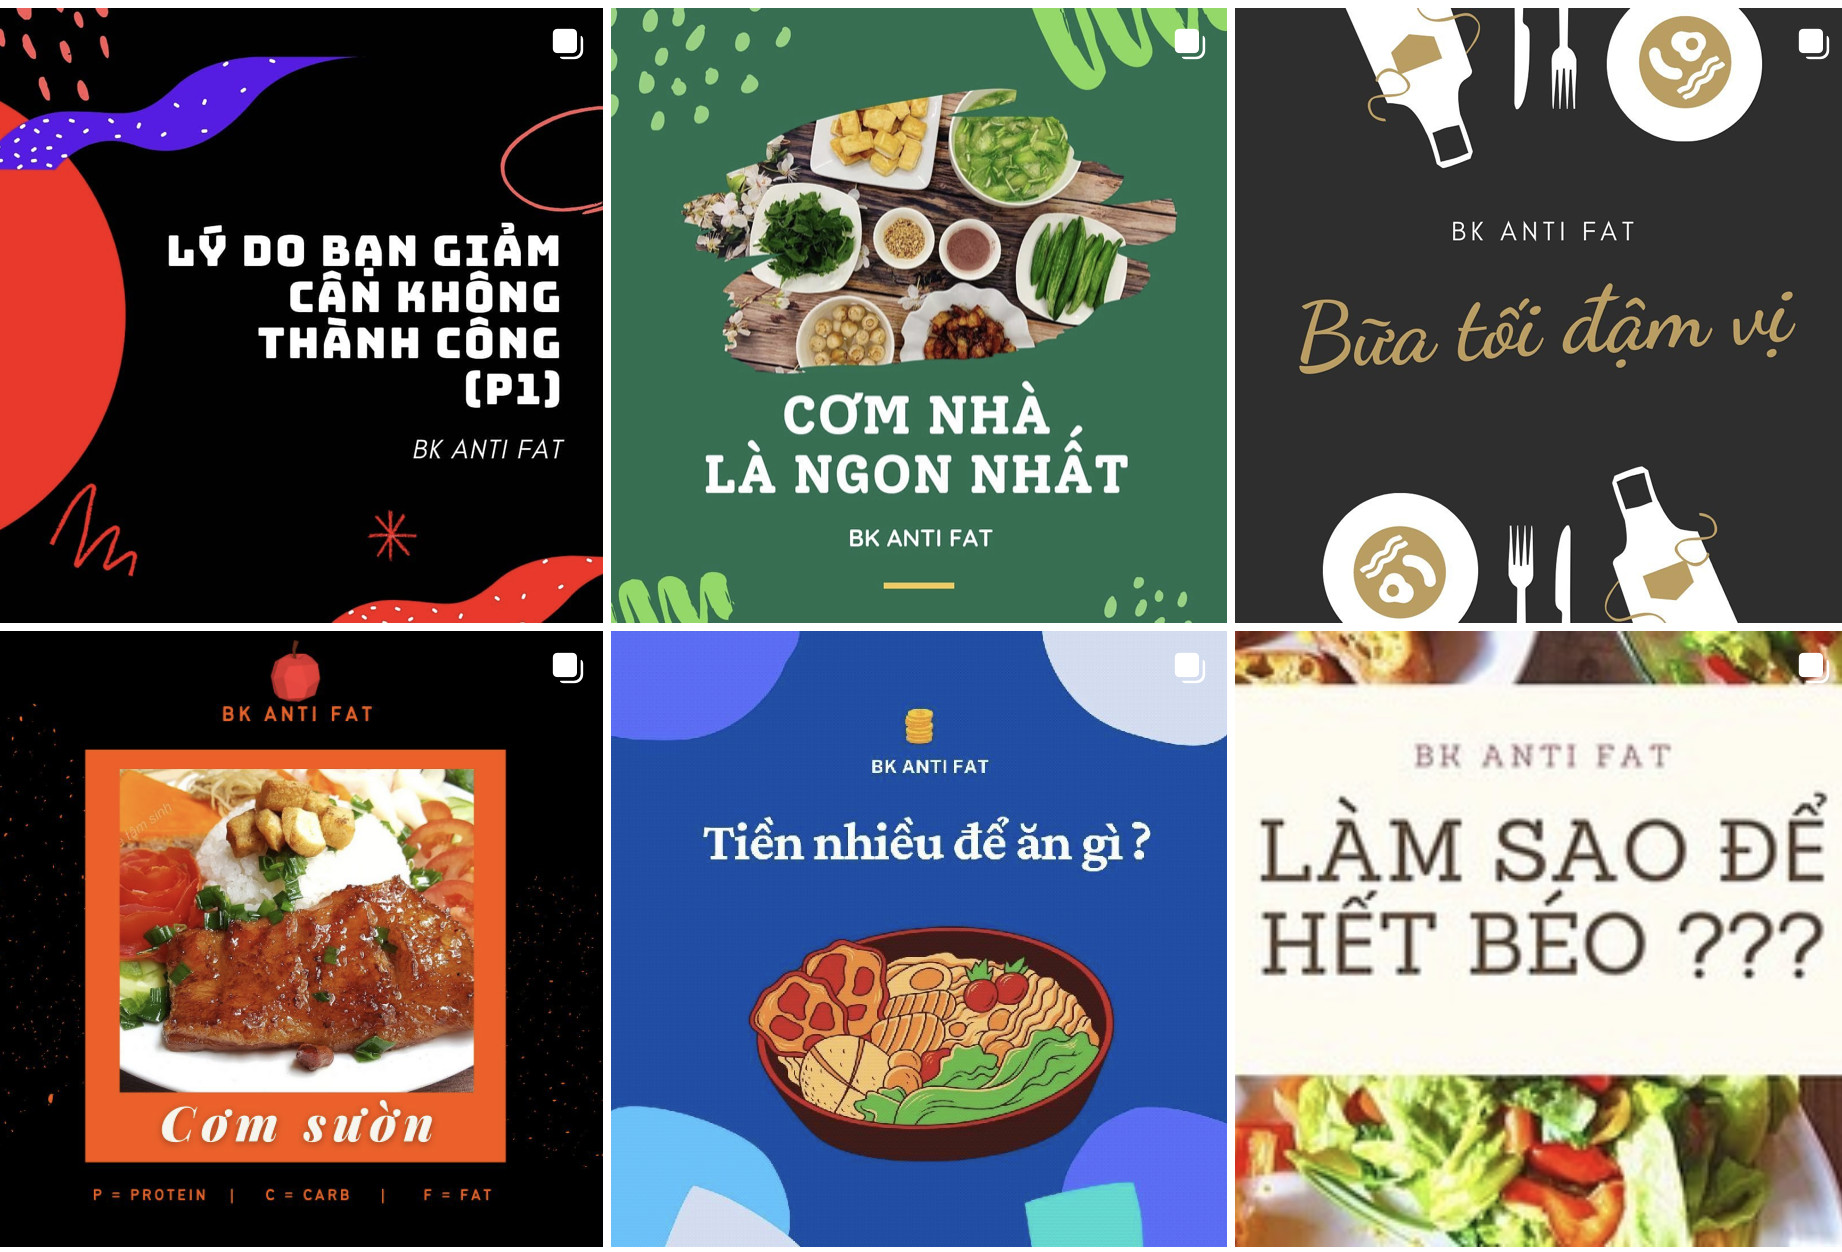 LÝ DO BẠN GIẢM
CÂN KHÔNG
THÀNH CÔNG
(P1)
BK ANTI FAT
CƠM NHÀ
LÀ NGON NHẤT
BK ANTI FAT
BK ANTI FAT
Bữa tối đậm vị
BK ANTI FAT
tâm sinh
Cơm sườn
P = PROTEIN | C = CARB | F = FAT
BK ANTI FAT
Tiền nhiều để ăn gì ?
BK ANTI FAT
LÀM SAO ĐỂ
HẾT BÉO ???